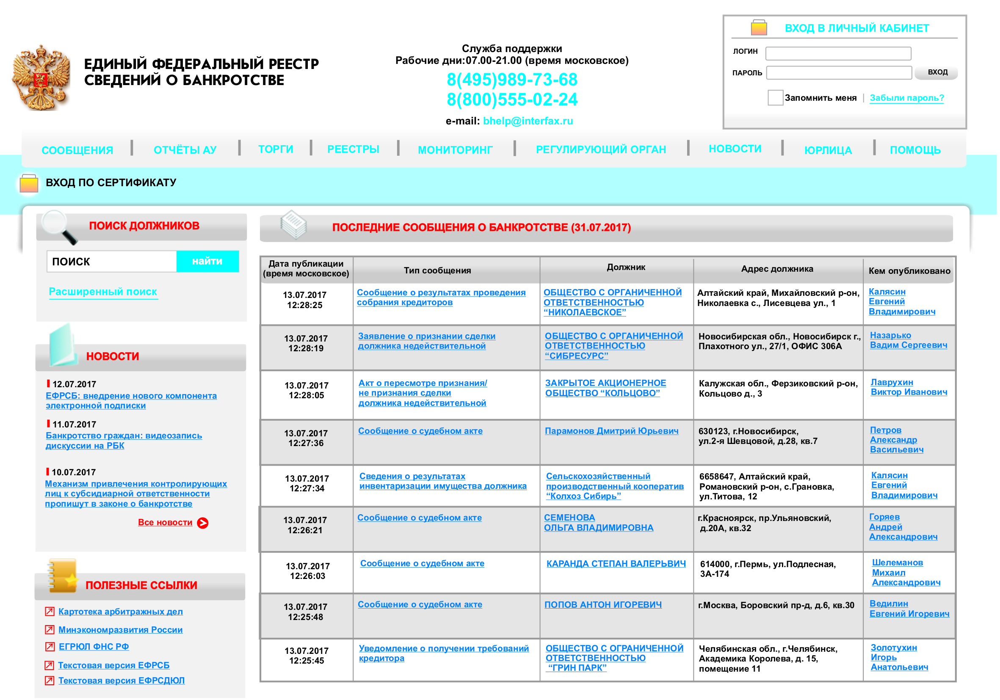 ВХОД В ЛИЧНЫЙ КАБИНЕТ
ЛОГИН
ПАРОЛЬ
ВХОД
Запомнить меня | Забыли пароль?
ЕДИНЫЙ ФЕДЕРАЛЬНЫЙ РЕЕСТР
СВЕДЕНИЙ О БАНКРОТСТВЕ
Служба поддержки
Рабочие дни:07.00-21.00 (время московское)
8(495)989-73-68
8(800)555-02-24
e-mail: bhelp@interfax.ru
СООБЩЕНИЯ
ОТЧЁТЫ АУ
ТОРГИ
РЕЕСТРЫ
МОНИТОРИНГ
РЕГУЛИРУЮЩИЙ ОРГАН
НОВОСТИ
ЮРЛИЦА
ПОМОЩЬ
ВХОД ПО СЕРТИФИКАТУ
ПОИСК ДОЛЖНИКОВ
ПОИСК
найти
Расширенный поиск
НОВОСТИ
12.07.2017
ЕФРСБ: внедрение нового компонента
электронной подписки
11.07.2017
Банкротство граждан: видеозапись
дискуссии на РБК
10.07.2017
Механизм привлечения контролирующих
лиц к субсидиарной ответственности
пропишут в законе о банкротстве
Все новости
ПОЛЕЗНЫЕ ССЫЛКИ
Картотека арбитражных дел
Минэкономразвития России
ЕГРЮЛ ФНС РФ
Текстовая версия ЕФРСБ
Текстовая версия ЕФРСДЮЛ
ПОСЛЕДНИЕ СООБЩЕНИЯ О БАНКРОТСТВЕ (31.07.2017)
Дата публикации
(время московское)
Тип сообщения
Должник
Адрес должника
Кем опубликовано
13.07.2017
12:28:25
Сообщение о результатах проведения
собрания кредиторов
ОБЩЕСТВО С ОРГАНИЧЕННОЙ
ОТВЕТСТВЕННОСТЬЮ
“НИКОЛАЕВСКОЕ”
Алтайский край, Михайловский р-он,
Николаевка с., Лисевцева ул., 1
Калясин
Евгений
Владимирович
13.07.2017
12:28:19
Заявление о признании сделки
должника недействительной
ОБЩЕСТВО С ОРГАНИЧЕННОЙ
ОТВЕТСТВЕННОСТЬЮ
“СИБРЕСУРС”
Новосибирская обл., Новосибирск г.,
Плахотного ул., 27/1, ОФИС 306А
Назарько
Вадим Сергеевич
13.07.2017
12:28:05
Акт о пересмотре признания/
не признания сделки
должника недействительной
ЗАКРЫТОЕ АКЦИОНЕРНОЕ
ОБЩЕСТВО “КОЛЬЦОВО”
Калужская обл., Ферзиковский р-он,
Кольцово д., 3
Лаврухин
Виктор Иванович
13.07.2017
12:27:36
Сообщение о судебном акте
Парамонов Дмитрий Юрьевич
630123, г.Новосибирск,
ул.2-я Шевцовой, д.28, кв.7
Петров
Александр
Васильевич
13.07.2017
12:27:34
Сведения о результатах
инвентаризации имущества должника
Сельскохозяйственный
производственный кооператив
“Колхоз Сибирь”
6658647, Алтайский край,
Романовский р-он, с.Грановка,
ул.Титова, 12
Калясин
Евгений
Владимирович
13.07.2017
12:26:21
Сообщение о судебном акте
СЕМЕНОВА
ОЛЬГА ВЛАДИМИРОВНА
г.Красноярск, пр.Ульяновский,
д.20А, кв.32
Горяев
Андрей
Александрович
13.07.2017
12:26:03
Сообщение о судебном акте
КАРАНДА СТЕПАН ВАЛЕРЬВИЧ
614000, г.Пермь, ул.Подлесная,
3А-174
Шелеманов
Михаил
Александрович
13.07.2017
12:25:48
Сообщение о судебном акте
ПОПОВ АНТОН ИГОРЕВИЧ
г.Москва, Боровский пр-д, д.6, кв.30
Ведилин
Евгений Игоревич
13.07.2017
12:25:45
Уведомление о получении требований
кредитора
ОБЩЕСТВО С ОГРАНИЧЕННОЙ
ОТВЕТСТВЕННОСТЬЮ
“ГРИН ПАРК”
Челябинская обл., г.Челябинск,
Академика Королева, д. 15,
помещение 11
Золотухин
Игорь
Анатольевич